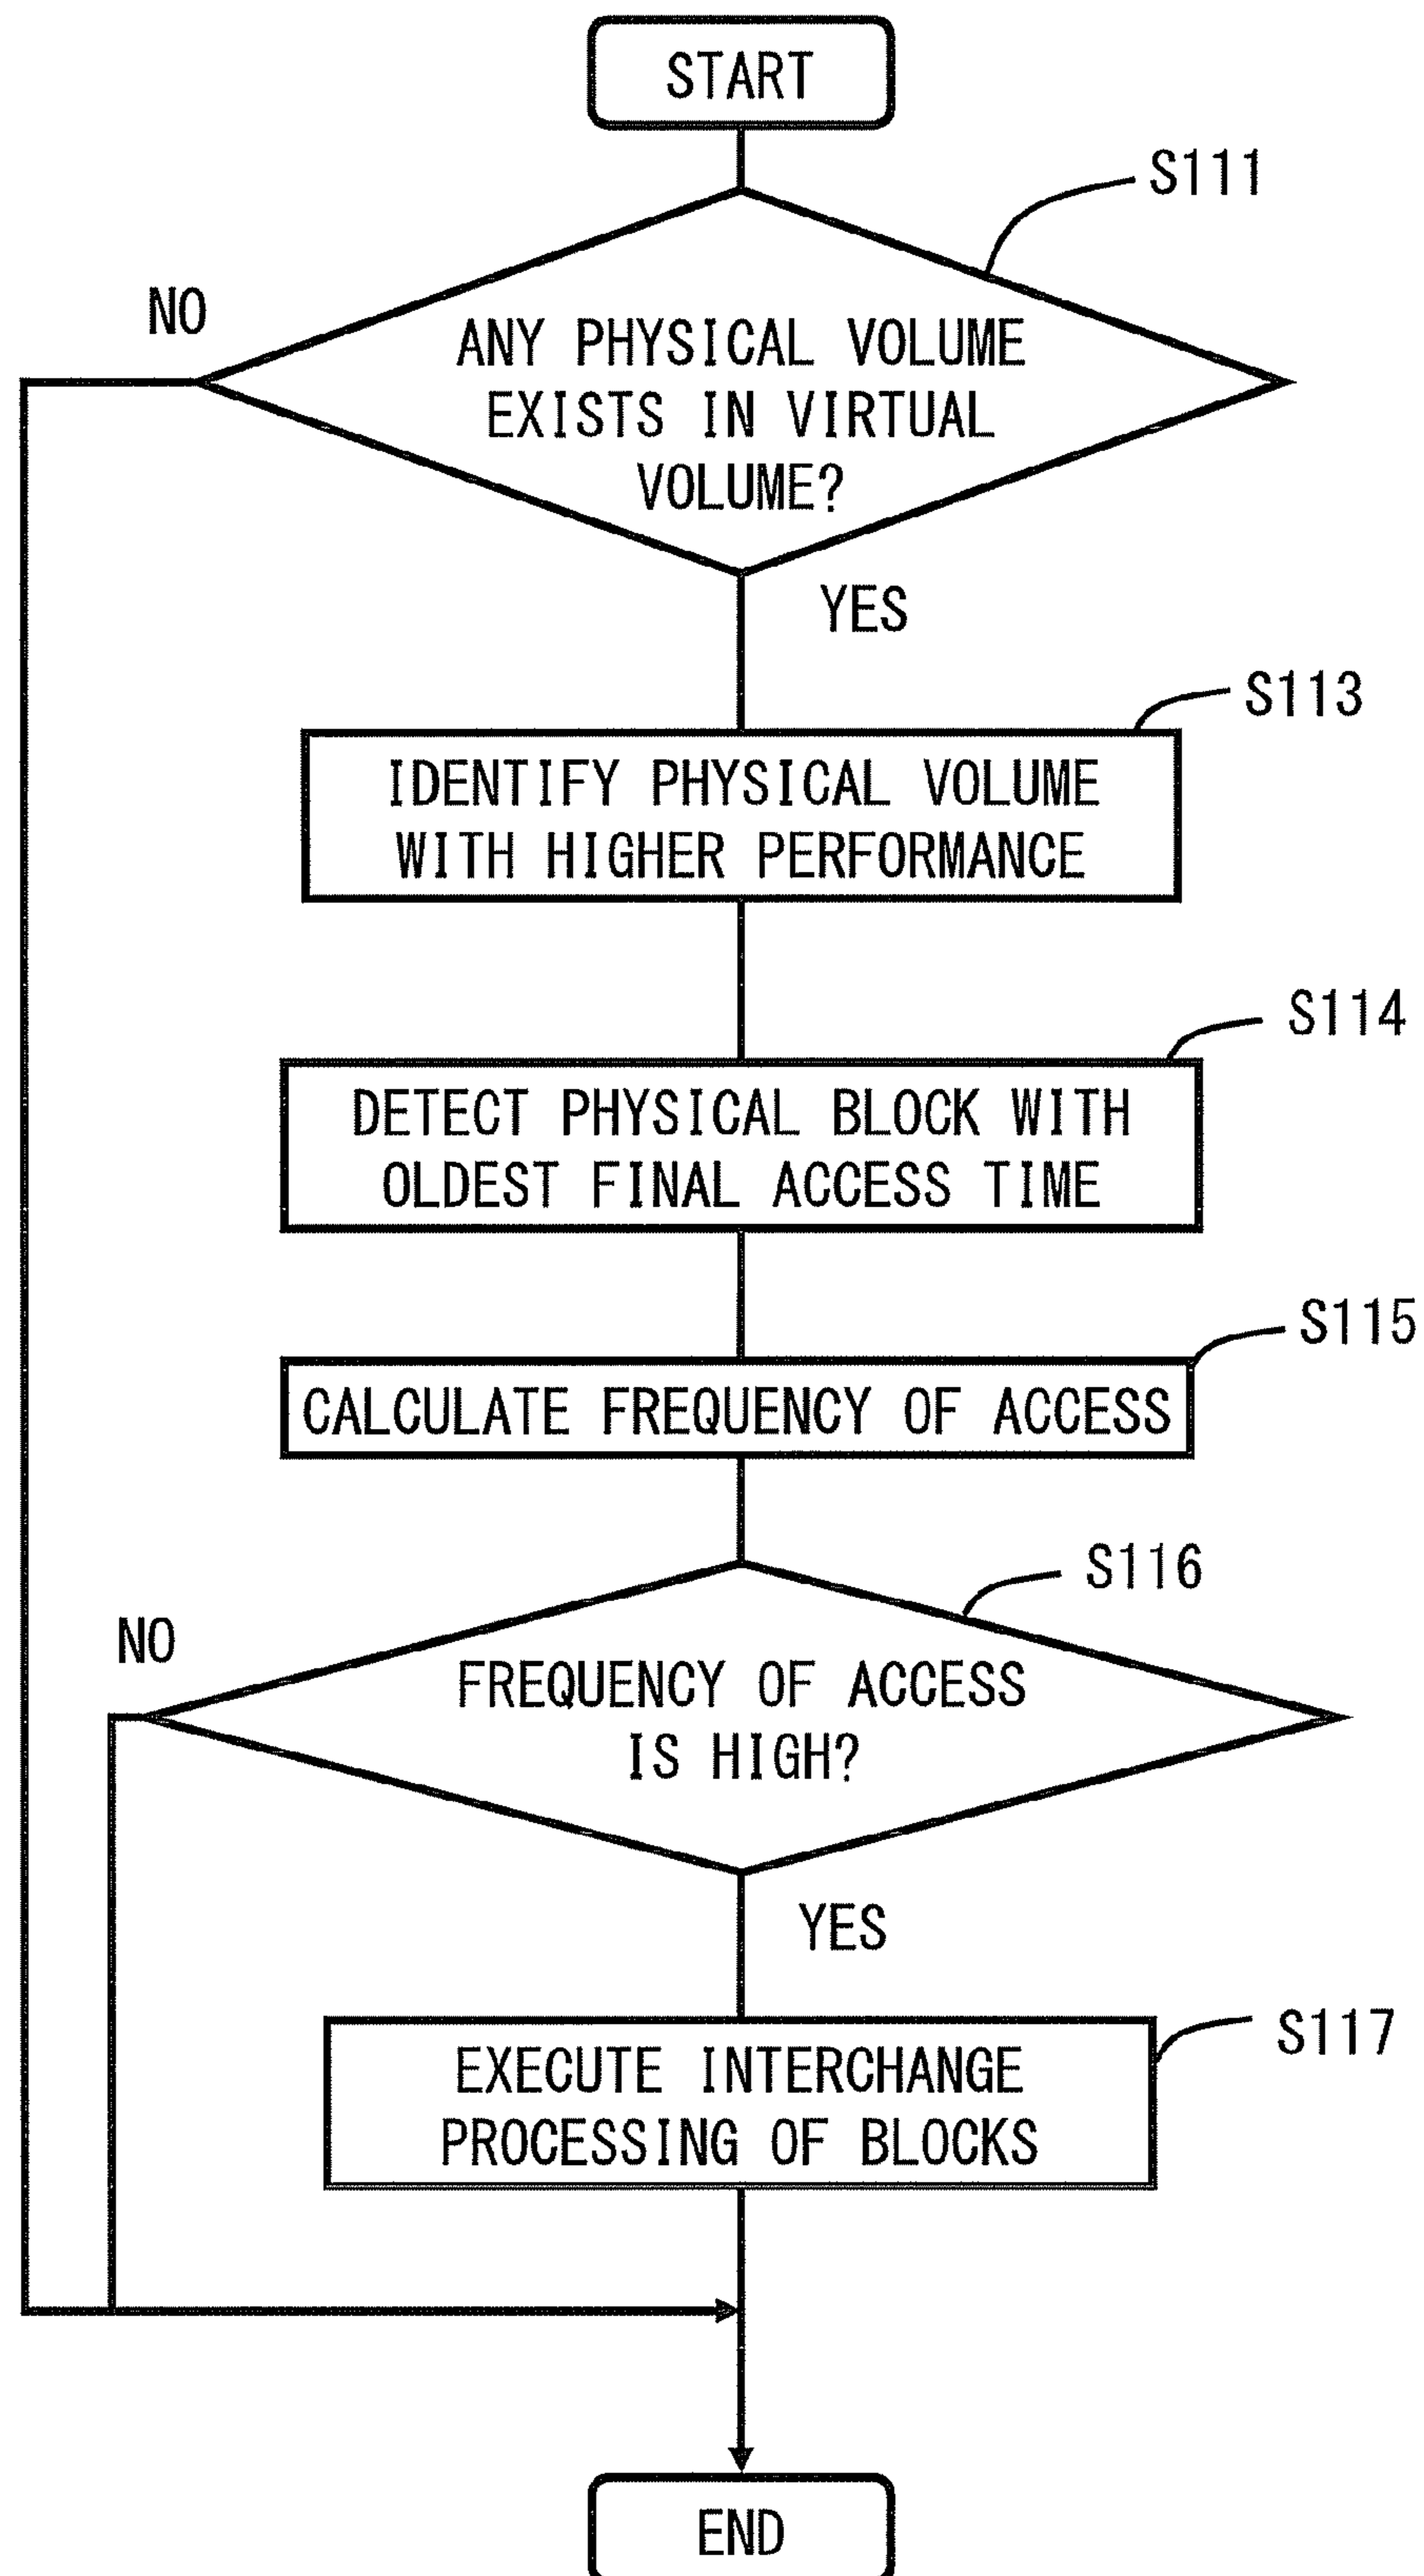 START
S111
NO
ANY PHYSICAL VOLUME
EXISTS IN VIRTUAL
VOLUME?
YES
S113
IDENTIFY PHYSICAL VOLUME
WITH HIGHER PERFORMANCE
S114
DETECT PHYSICAL BLOCK WITH
OLDEST FINAL ACCESS TIME
S115
CALCULATE FREQUENCY OF ACCESS
S116
NO
FREQUENCY OF ACCESS
IS HIGH?
YES
S117
EXECUTE INTERCHANGE
PROCESSING OF BLOCKS
END